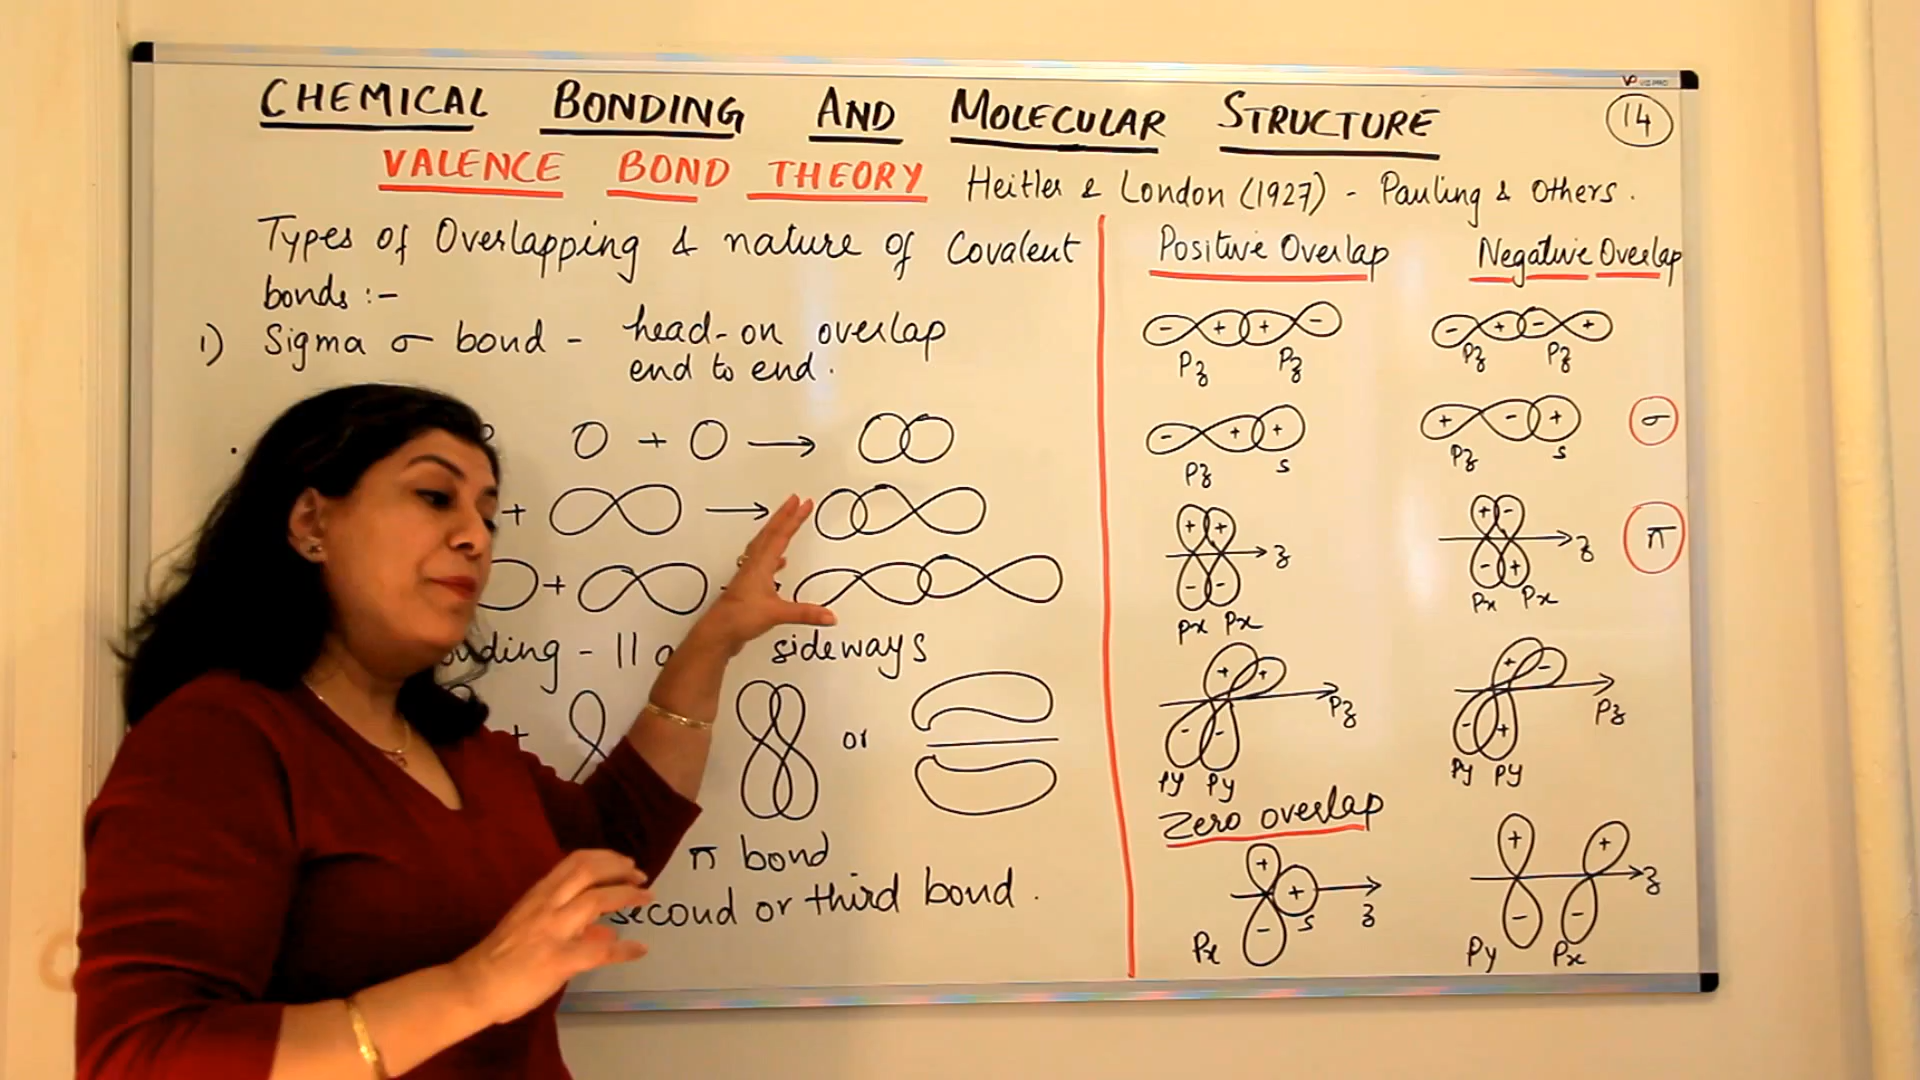 CHEMICAL BONDING AND MOLECULAR STRUCTURE 14
VALENCE BOND THEORY Heitler & London (1927) - Pauling & Others.
Types of Overlapping & nature of Covalent
bonds :-
1) Sigma σ bond - head-on overlap
end to end.
+ →
+ →
+
- || sideways
+ or
π bond
second or third bond.
Positive Overlap
- + + -
Pz Pz
- + +
Pz s
+ +
z
- -
Px Px
+ +
Pz
- -
Py Py
Zero overlap
+
+
s z
-
Px
Negative Overlap
- + - +
Pz Pz
+ - + σ
Pz s
+ -
z π
- +
Px Px
+ -
Pz
- +
Py Py
+ +
z
- -
Py Px